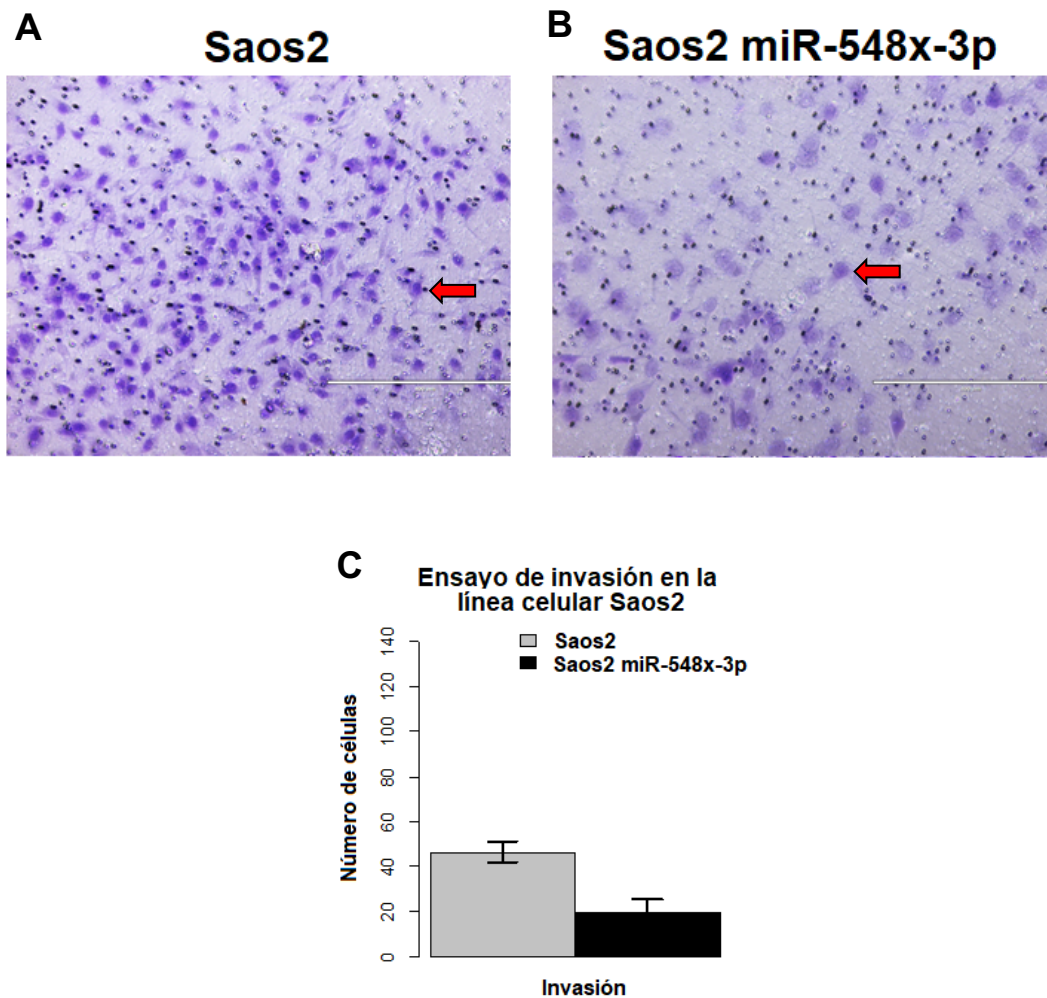 A
Saos2
B
Saos2 miR-548x-3p
C
Ensayo de invasión en la
línea celular Saos2
Saos2
Saos2 miR-548x-3p
140
120
100
80
60
40
20
0
Número de células
Invasión